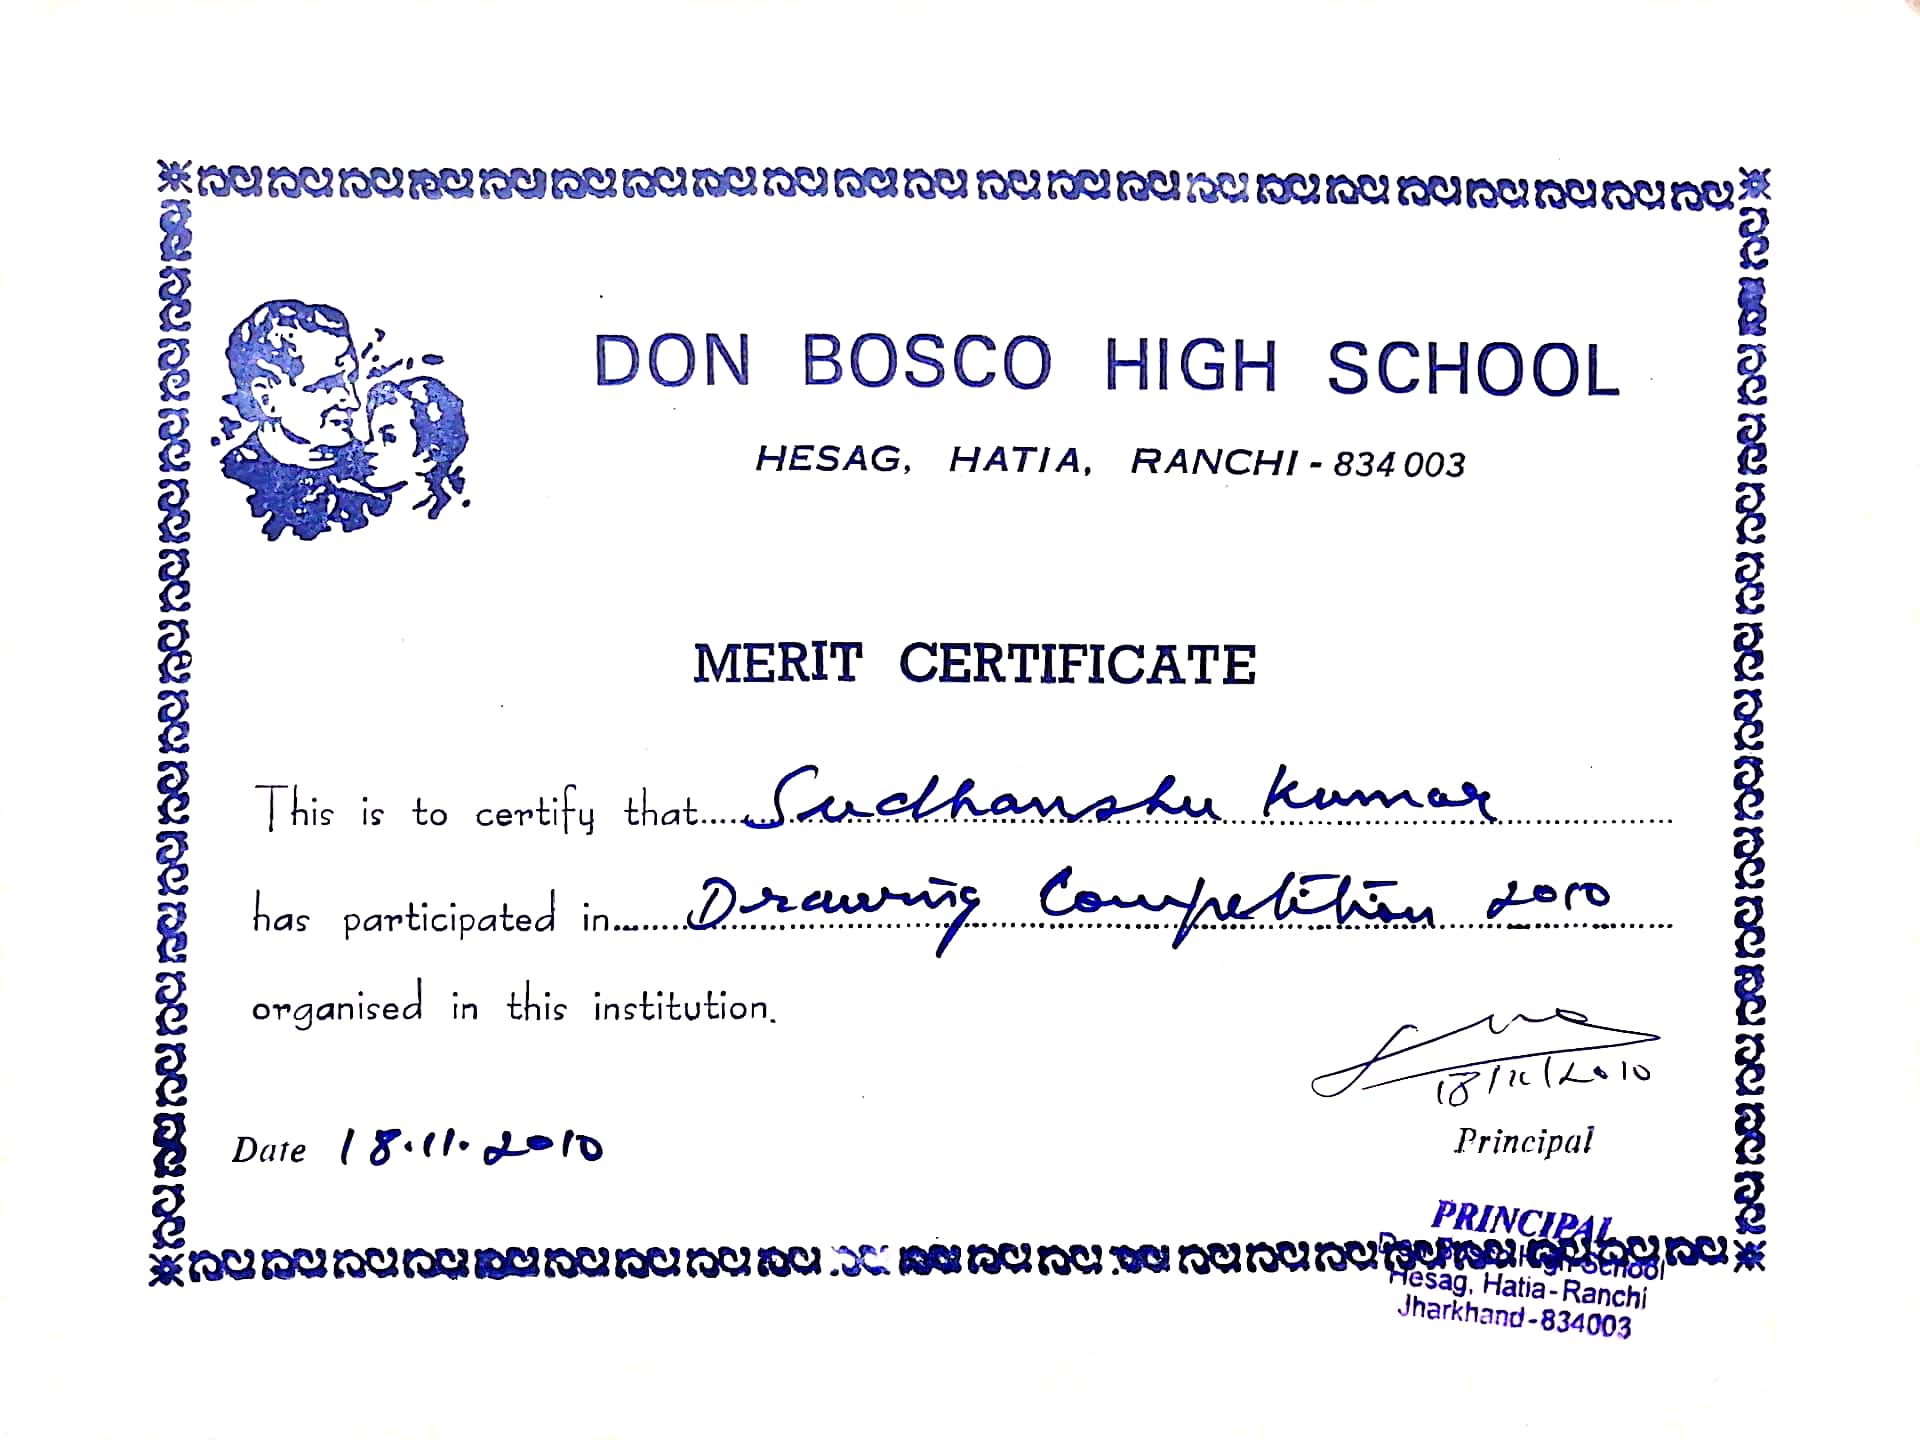 DON BOSCO HIGH SCHOOL
HESAG, HATIA, RANCHI - 834 003
MERIT CERTIFICATE
This is to certify that Sudhanshu Kumar
has participated in Drawing Competition 2010
organised in this institution.
18/11/2010
Date 18.11.2010
Principal
PRINCIPAL
Don Bosco High School
Hesag, Hatia-Ranchi
Jharkhand-834003